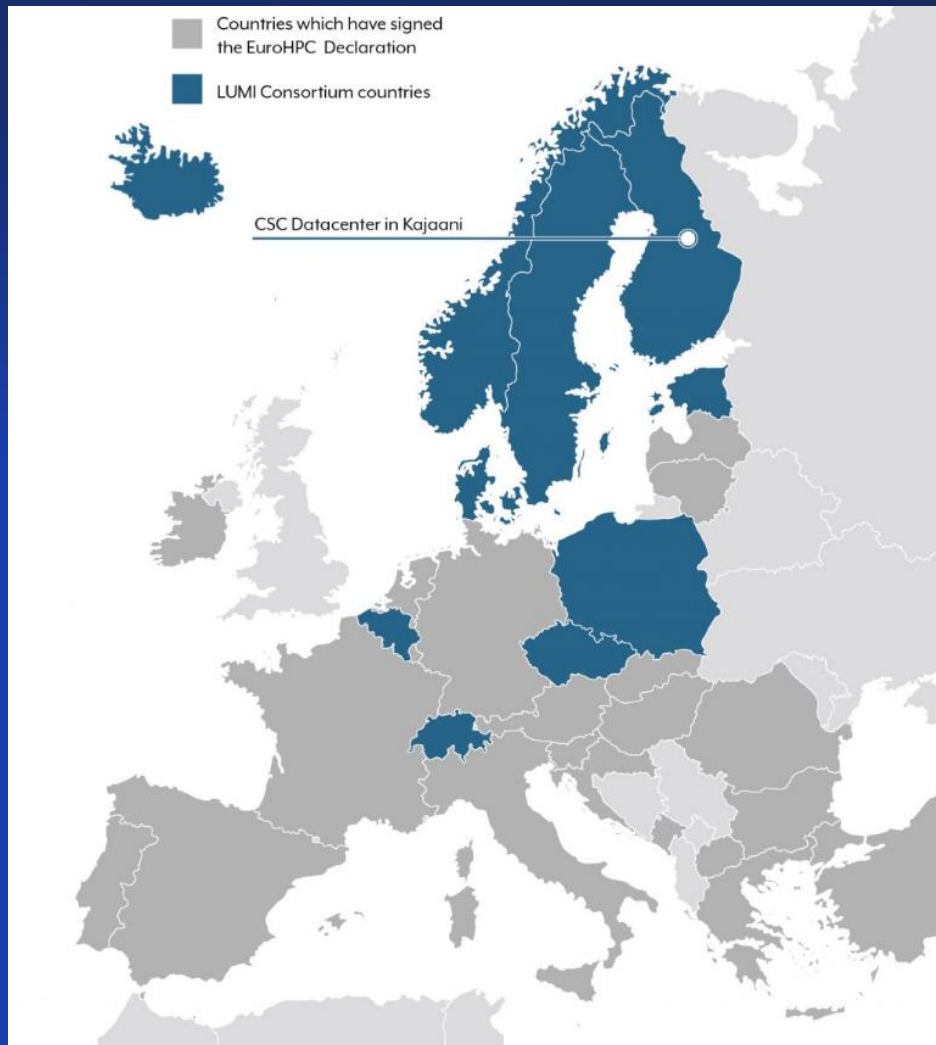 Countries which have signed
the EuroHPC Declaration
LUMI Consortium countries
CSC Datacenter in Kajaani